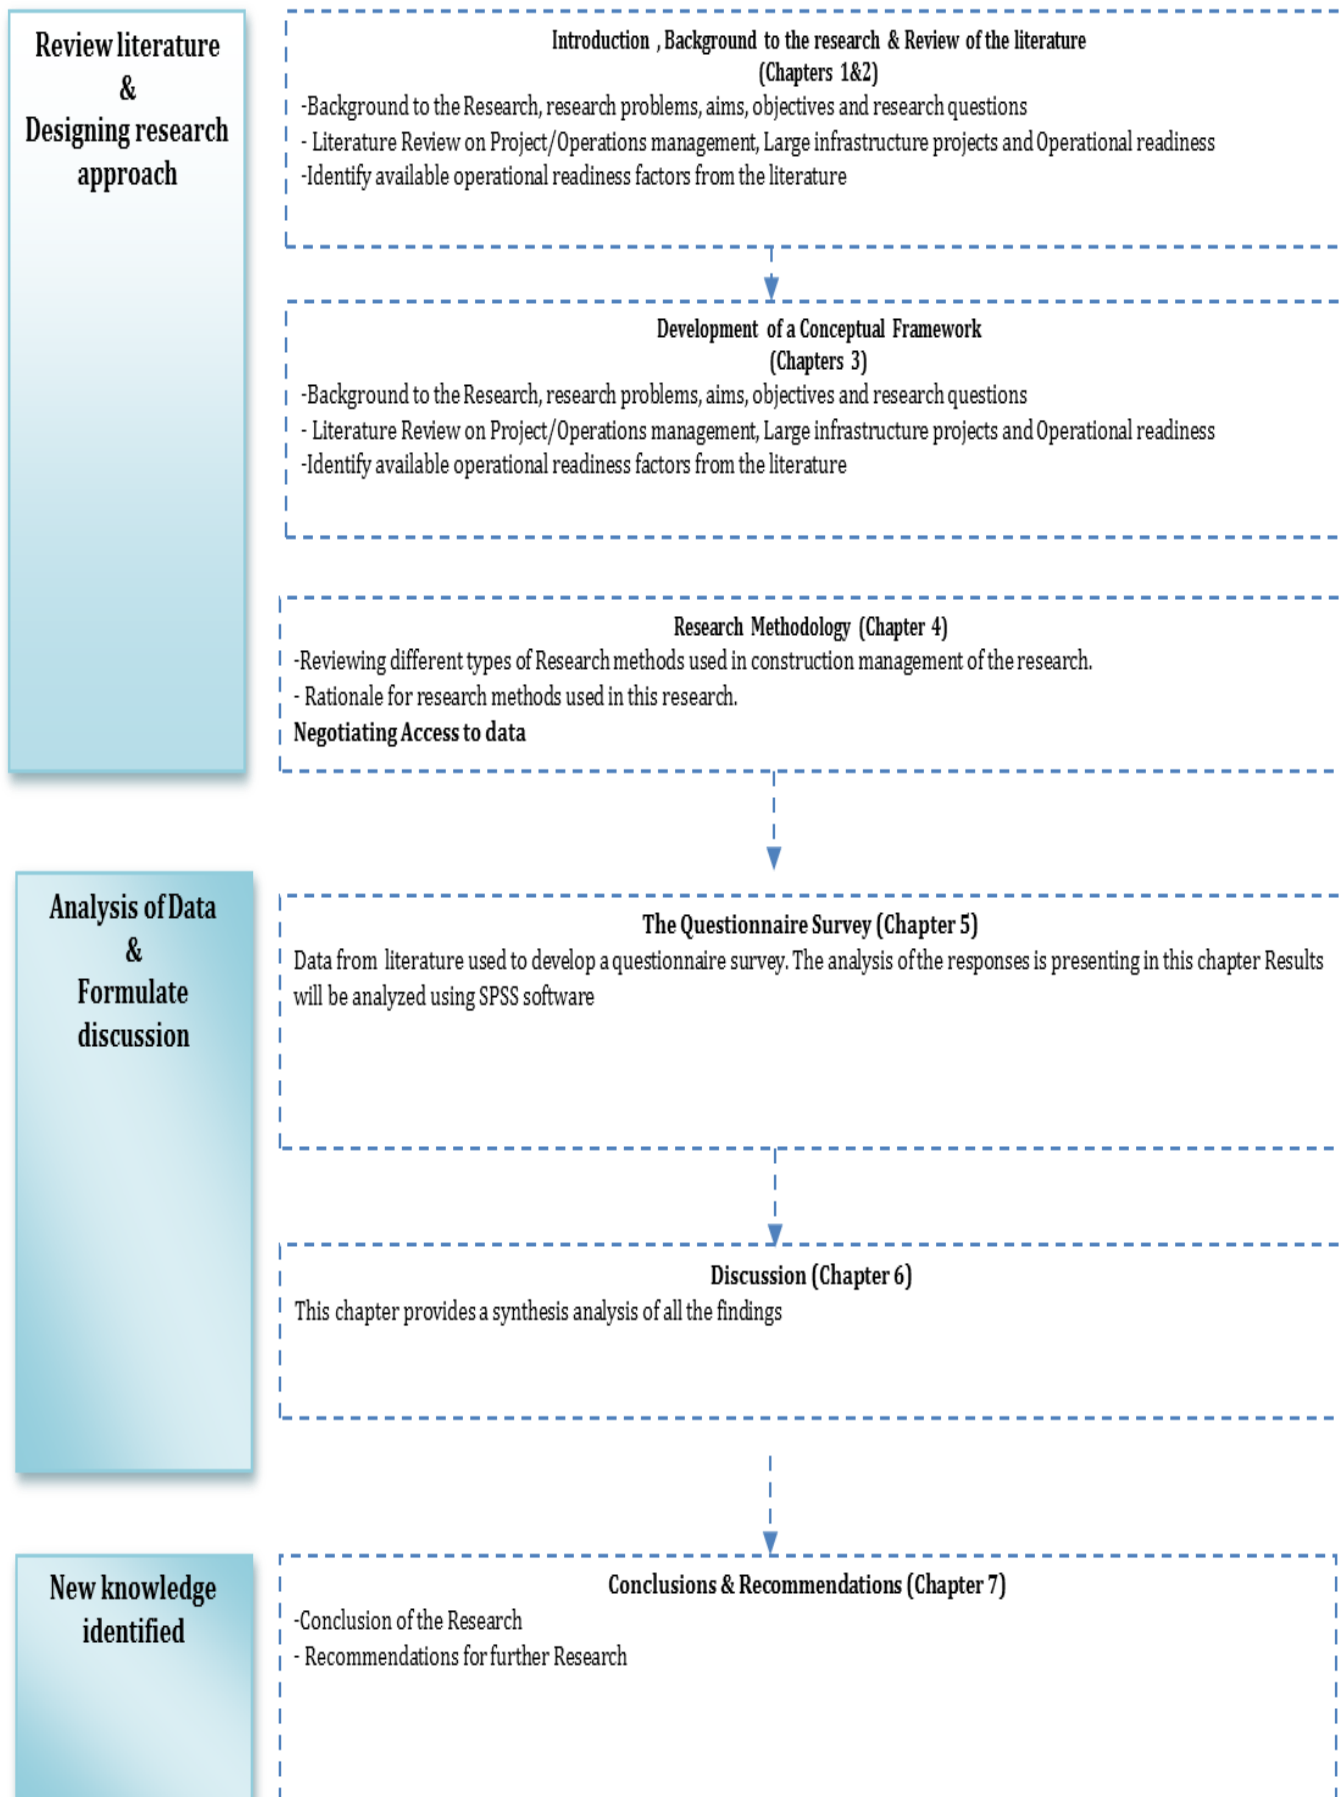 Review literature
&
Designing research
approach
Introduction , Background to the research & Review of the literature
(Chapters 1&2)
-Background to the Research, research problems, aims, objectives and research questions
- Literature Review on Project/Operations management, Large infrastructure projects and Operational readiness
-Identify available operational readiness factors from the literature
Development of a Conceptual Framework
(Chapters 3)
-Background to the Research, research problems, aims, objectives and research questions
- Literature Review on Project/Operations management, Large infrastructure projects and Operational readiness
-Identify available operational readiness factors from the literature
Research Methodology (Chapter 4)
-Reviewing different types of Research methods used in construction management of the research.
- Rationale for research methods used in this research.
Negotiating Access to data
Analysis of Data
&
Formulate
discussion
The Questionnaire Survey (Chapter 5)
Data from literature used to develop a questionnaire survey. The analysis of the responses is presenting in this chapter Results
will be analyzed using SPSS software
Discussion (Chapter 6)
This chapter provides a synthesis analysis of all the findings
New knowledge
identified
Conclusions & Recommendations (Chapter 7)
-Conclusion of the Research
- Recommendations for further Research